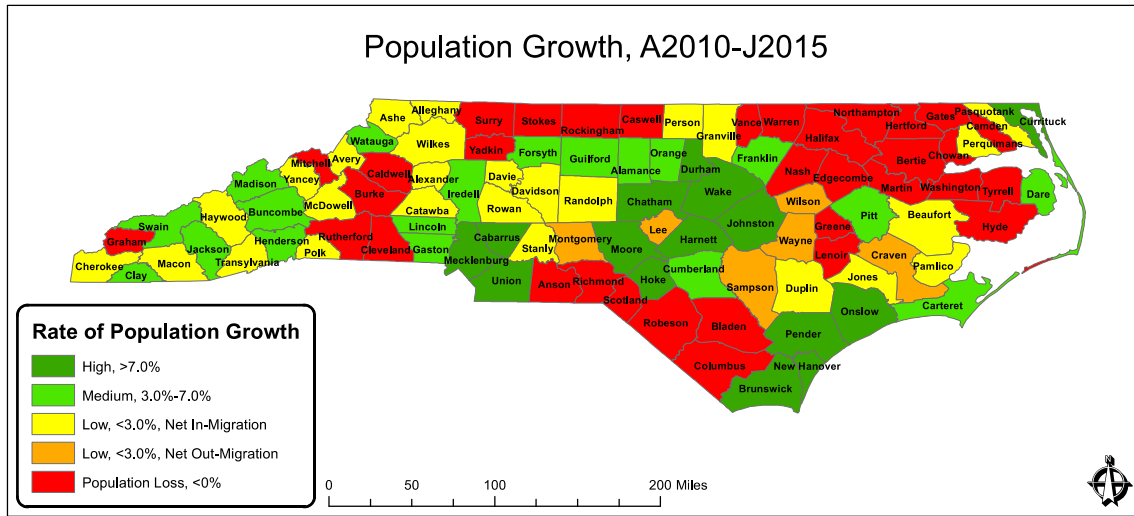 Population Growth, A2010-J2015
Alleghany
Ashe
Surry
Stokes
Rockingham
Caswell
Person
Granville
Vance
Warren
Northampton
Halifax
Hertford
Gates
Pasquotank
Camden
Currituck
Perquimans
Chowan
Bertie
Watauga
Wilkes
Yadkin
Forsyth
Guilford
Alamance
Orange
Durham
Franklin
Nash
Edgecombe
Martin
Washington
Tyrrell
Dare
Mitchell
Avery
Yancey
Caldwell
Alexander
Iredell
Davie
Davidson
Randolph
Chatham
Wake
Wilson
Pitt
Beaufort
Hyde
Madison
Buncombe
McDowell
Burke
Catawba
Rowan
Lee
Johnston
Wayne
Greene
Lenoir
Craven
Pamlico
Swain
Haywood
Graham
Jackson
Henderson
Transylvania
Polk
Rutherford
Cleveland
Lincoln
Gaston
Cabarrus
Mecklenburg
Stanly
Montgomery
Moore
Harnett
Cherokee
Clay
Macon
Union
Anson
Richmond
Scotland
Hoke
Cumberland
Sampson
Duplin
Jones
Onslow
Carteret
Robeson
Bladen
Pender
Columbus
New Hanover
Brunswick
Rate of Population Growth
High, >7.0%
Medium, 3.0%-7.0%
Low, <3.0%, Net In-Migration
Low, <3.0%, Net Out-Migration
Population Loss, <0%
0 50 100 200 Miles
N